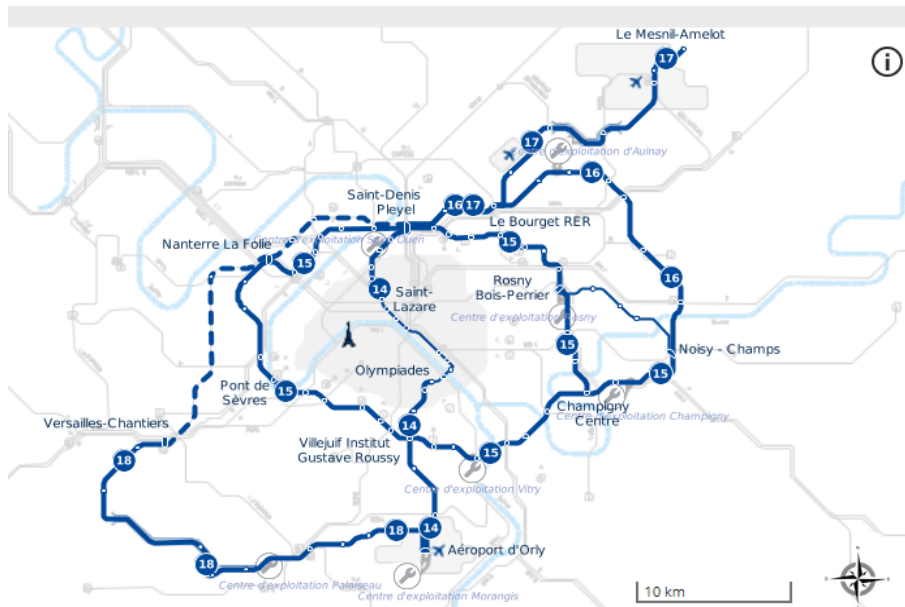 Le Mesnil-Amelot
17
i
17
Centre d'exploitation d'Aulnay
16
Saint-Denis
Pleyel
16
17
Le Bourget RER
Centre d'exploitation Saint-Ouen
15
Nanterre La Folie
15
16
Rosny
Bois-Perrier
14
Saint-
Lazare
Centre d'exploitation Rosny
15
Noisy - Champs
Olympiades
15
Pont de
Sèvres
15
Champigny
Centre
Centre d'exploitation Champigny
Versailles-Chantiers
14
Villejuif Institut
Gustave Roussy
15
18
Centre d'exploitation Vitry
18
14
Aéroport d'Orly
18
Centre d'exploitation Palaiseau
Centre d'exploitation Morangis
10 km